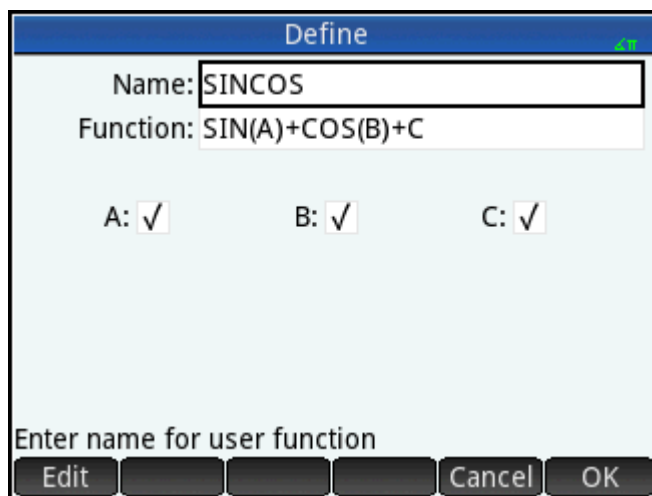 Define
∡π
Name: SINCOS
Function: SIN(A)+COS(B)+C
A: √ B: √ C: √
Enter name for user function
Edit Cancel OK